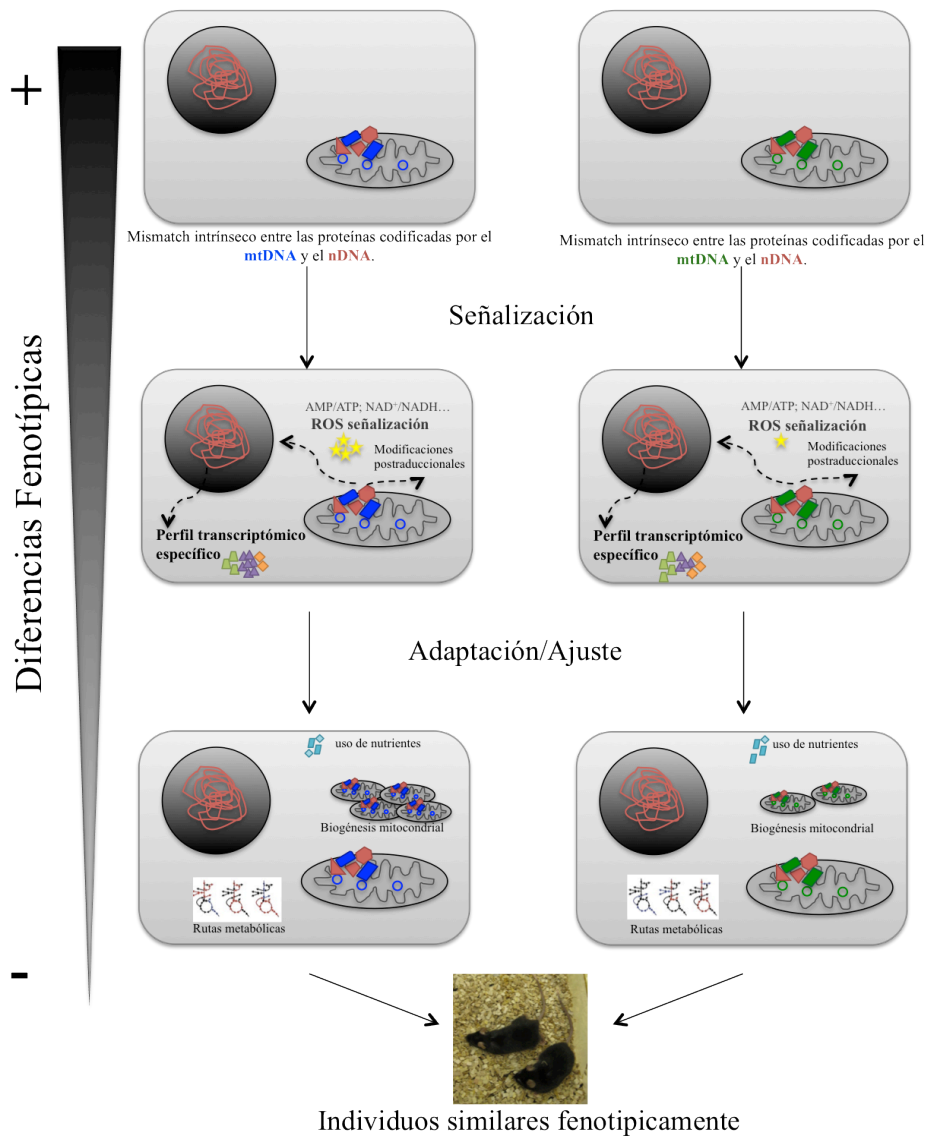 +
Diferencias Fenotípicas
-
Mismatch intrínseco entre las proteínas codificadas por el
mtDNA y el nDNA.
Mismatch intrínseco entre las proteínas codificadas por el
mtDNA y el nDNA.
Señalización
AMP/ATP; NAD⁺/NADH...
ROS señalización
Modificaciones
postraduccionales
Perfil transcriptómico
específico
AMP/ATP; NAD⁺/NADH...
ROS señalización
Modificaciones
postraduccionales
Perfil transcriptómico
específico
Adaptación/Ajuste
uso de nutrientes
Biogénesis mitocondrial
Rutas metabólicas
uso de nutrientes
Biogénesis mitocondrial
Rutas metabólicas
Individuos similares fenotipicamente